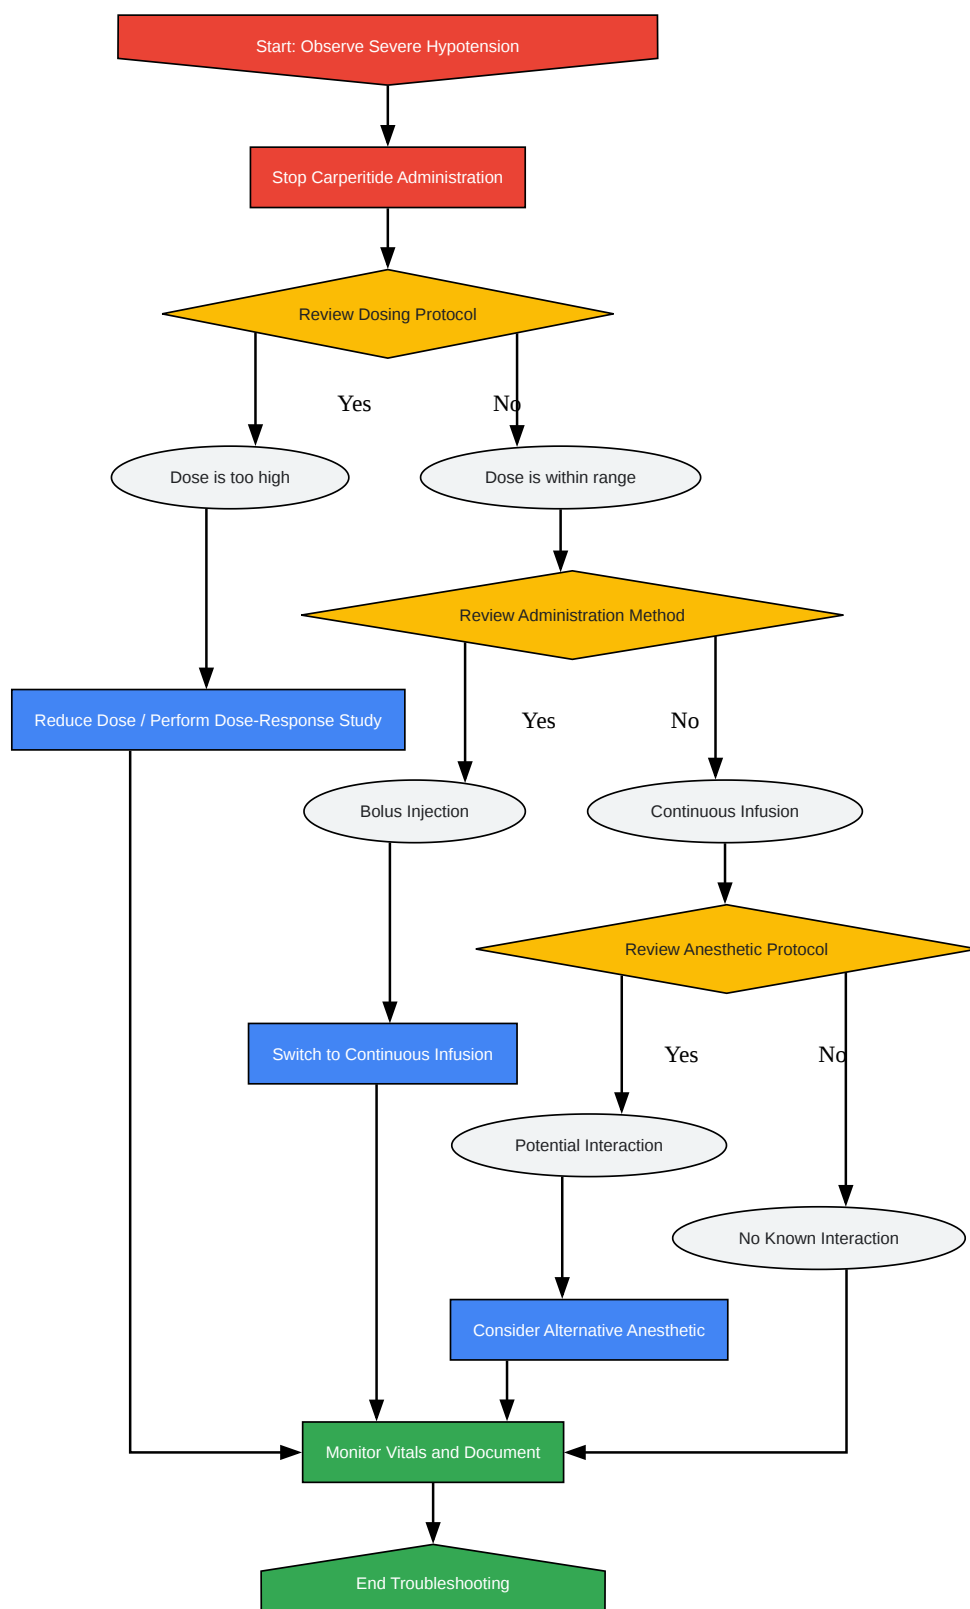 Start: Observe Severe Hypotension
Stop Carperitide Administration
Review Dosing Protocol
Yes
No
Dose is too high
Dose is within range
Review Administration Method
Reduce Dose / Perform Dose-Response Study
Yes
No
Bolus Injection
Continuous Infusion
Review Anesthetic Protocol
Switch to Continuous Infusion
Yes
No
Potential Interaction
No Known Interaction
Consider Alternative Anesthetic
Monitor Vitals and Document
End Troubleshooting